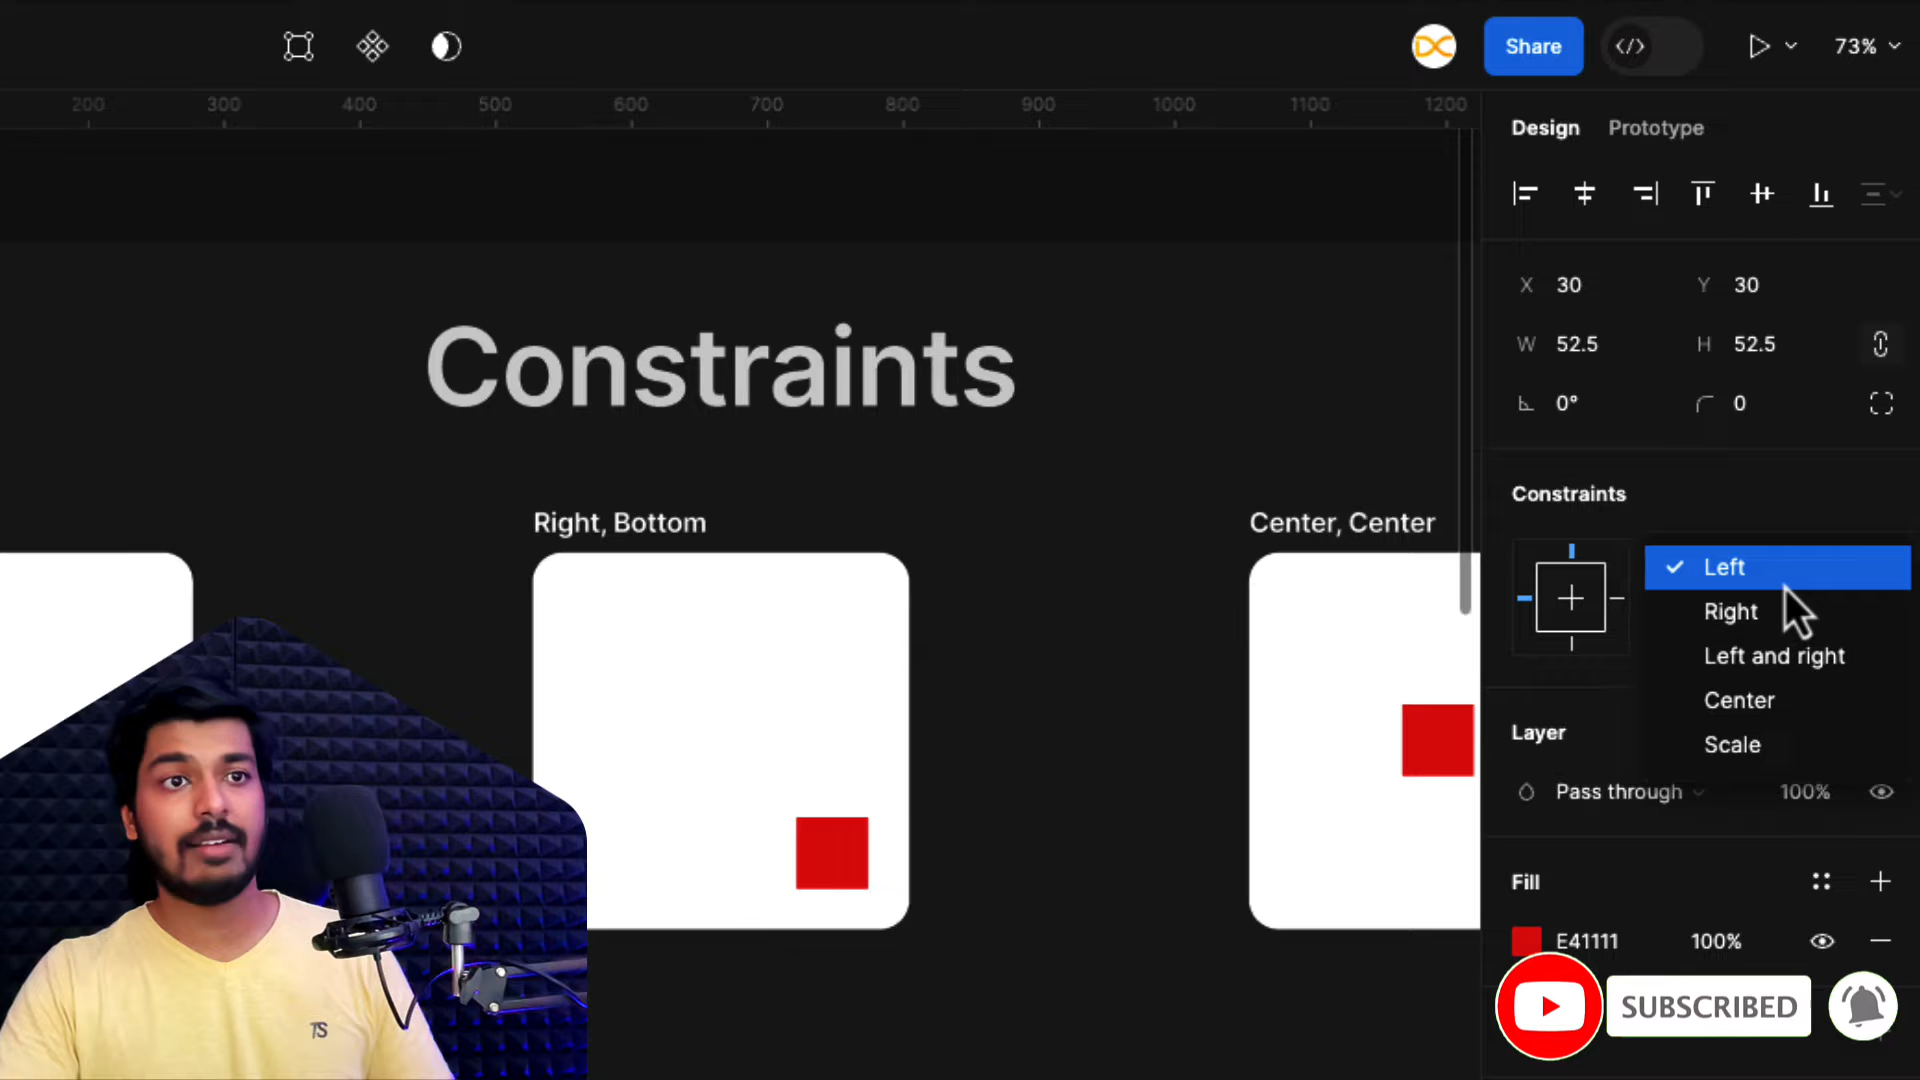 Share
73%
200 300 400 500 600 700 800 900 1000 1100 1200
Design Prototype
X 30 Y 30
W 52.5 H 52.5
0° 0
Constraints
Constraints
Right, Bottom
Center, Center
Left
Right
Left and right
Center
Scale
Layer
Pass through 100%
Fill
E41111 100%
SUBSCRIBED
TS